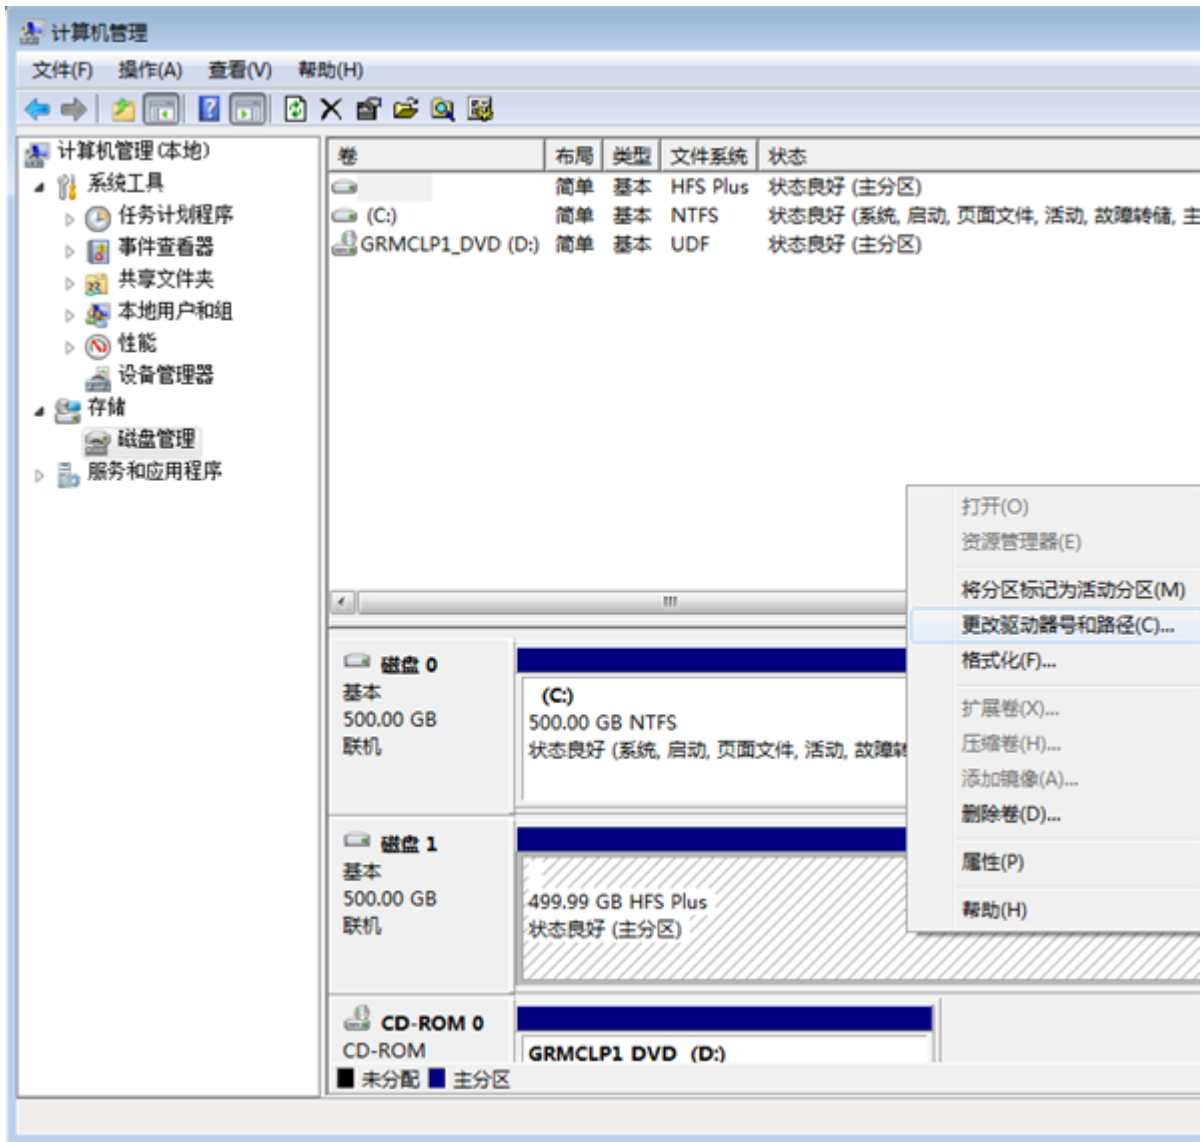 计算机管理
文件(F) 操作(A) 查看(V) 帮助(H)
计算机管理(本地)
系统工具
任务计划程序
事件查看器
共享文件夹
本地用户和组
性能
设备管理器
存储
磁盘管理
服务和应用程序
卷 布局 类型 文件系统 状态
简单 基本 HFS Plus 状态良好 (主分区)
(C:) 简单 基本 NTFS 状态良好 (系统, 启动, 页面文件, 活动, 故障转储, 主
GRMCLP1_DVD (D:) 简单 基本 UDF 状态良好 (主分区)
打开(O)
资源管理器(E)
将分区标记为活动分区(M)
更改驱动器号和路径(C)...
格式化(F)...
扩展卷(X)...
压缩卷(H)...
添加镜像(A)...
删除卷(D)...
属性(P)
帮助(H)
磁盘 0
基本
500.00 GB
联机
(C:)
500.00 GB NTFS
状态良好 (系统, 启动, 页面文件, 活动, 故障转
磁盘 1
基本
500.00 GB
联机
499.99 GB HFS Plus
状态良好 (主分区)
CD-ROM 0
CD-ROM
GRMCLP1_DVD (D:)
未分配 主分区